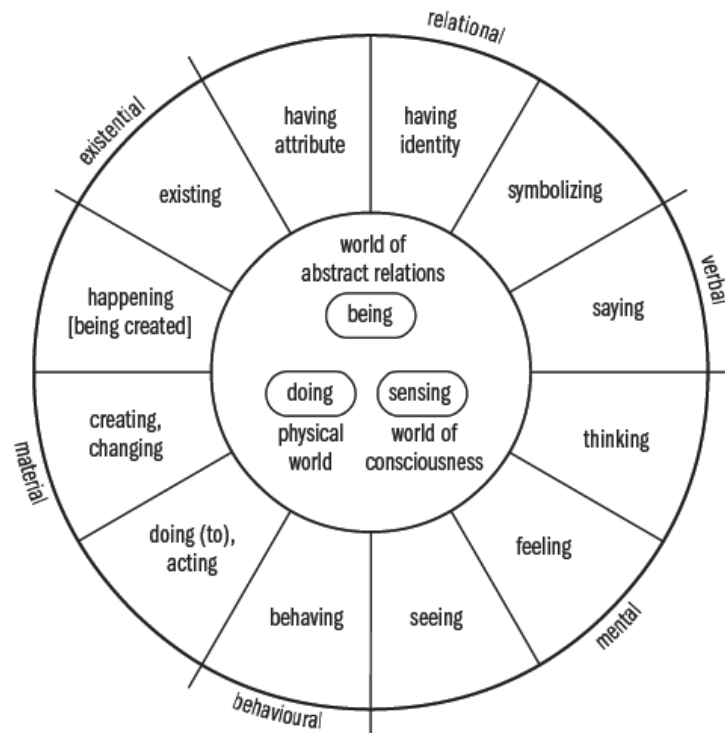 relational
existential
verbal
material
mental
behavioural
having
attribute
having
identity
existing
symbolizing
happening
[being created]
saying
creating,
changing
thinking
doing (to),
acting
feeling
behaving
seeing
world of
abstract relations
being
doing
sensing
physical
world
world of
consciousness